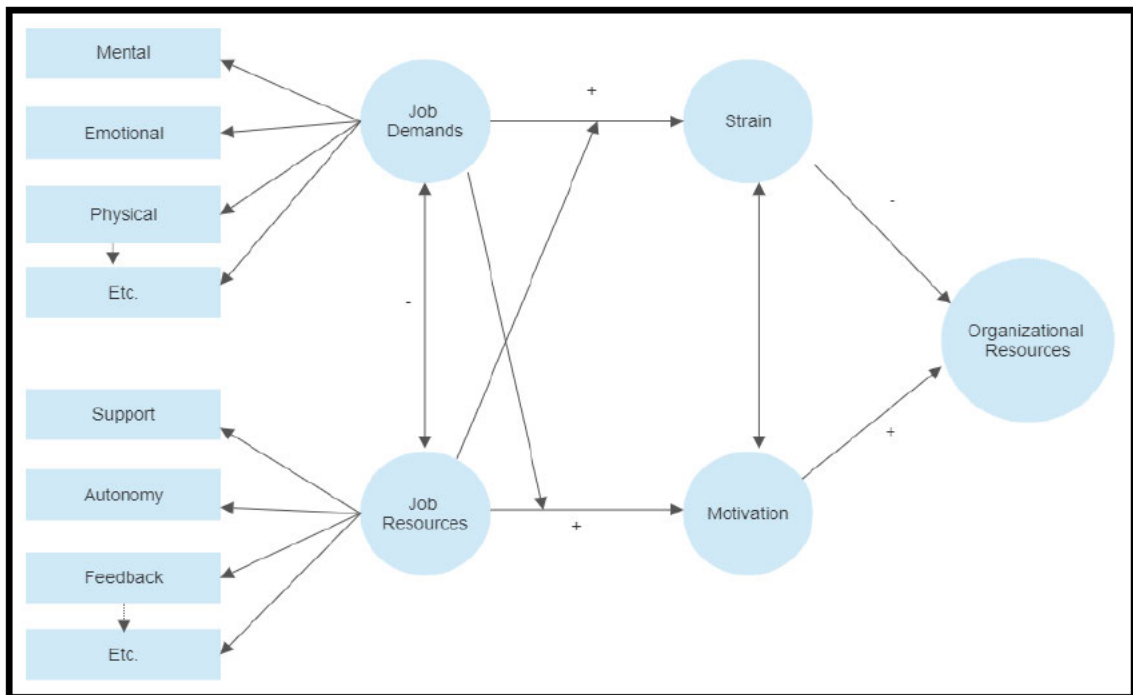 Mental
Emotional
Physical
Etc.
Support
Autonomy
Feedback
Etc.
Job
Demands
Job
Resources
+
-
+
Strain
Motivation
-
+
Organizational
Resources